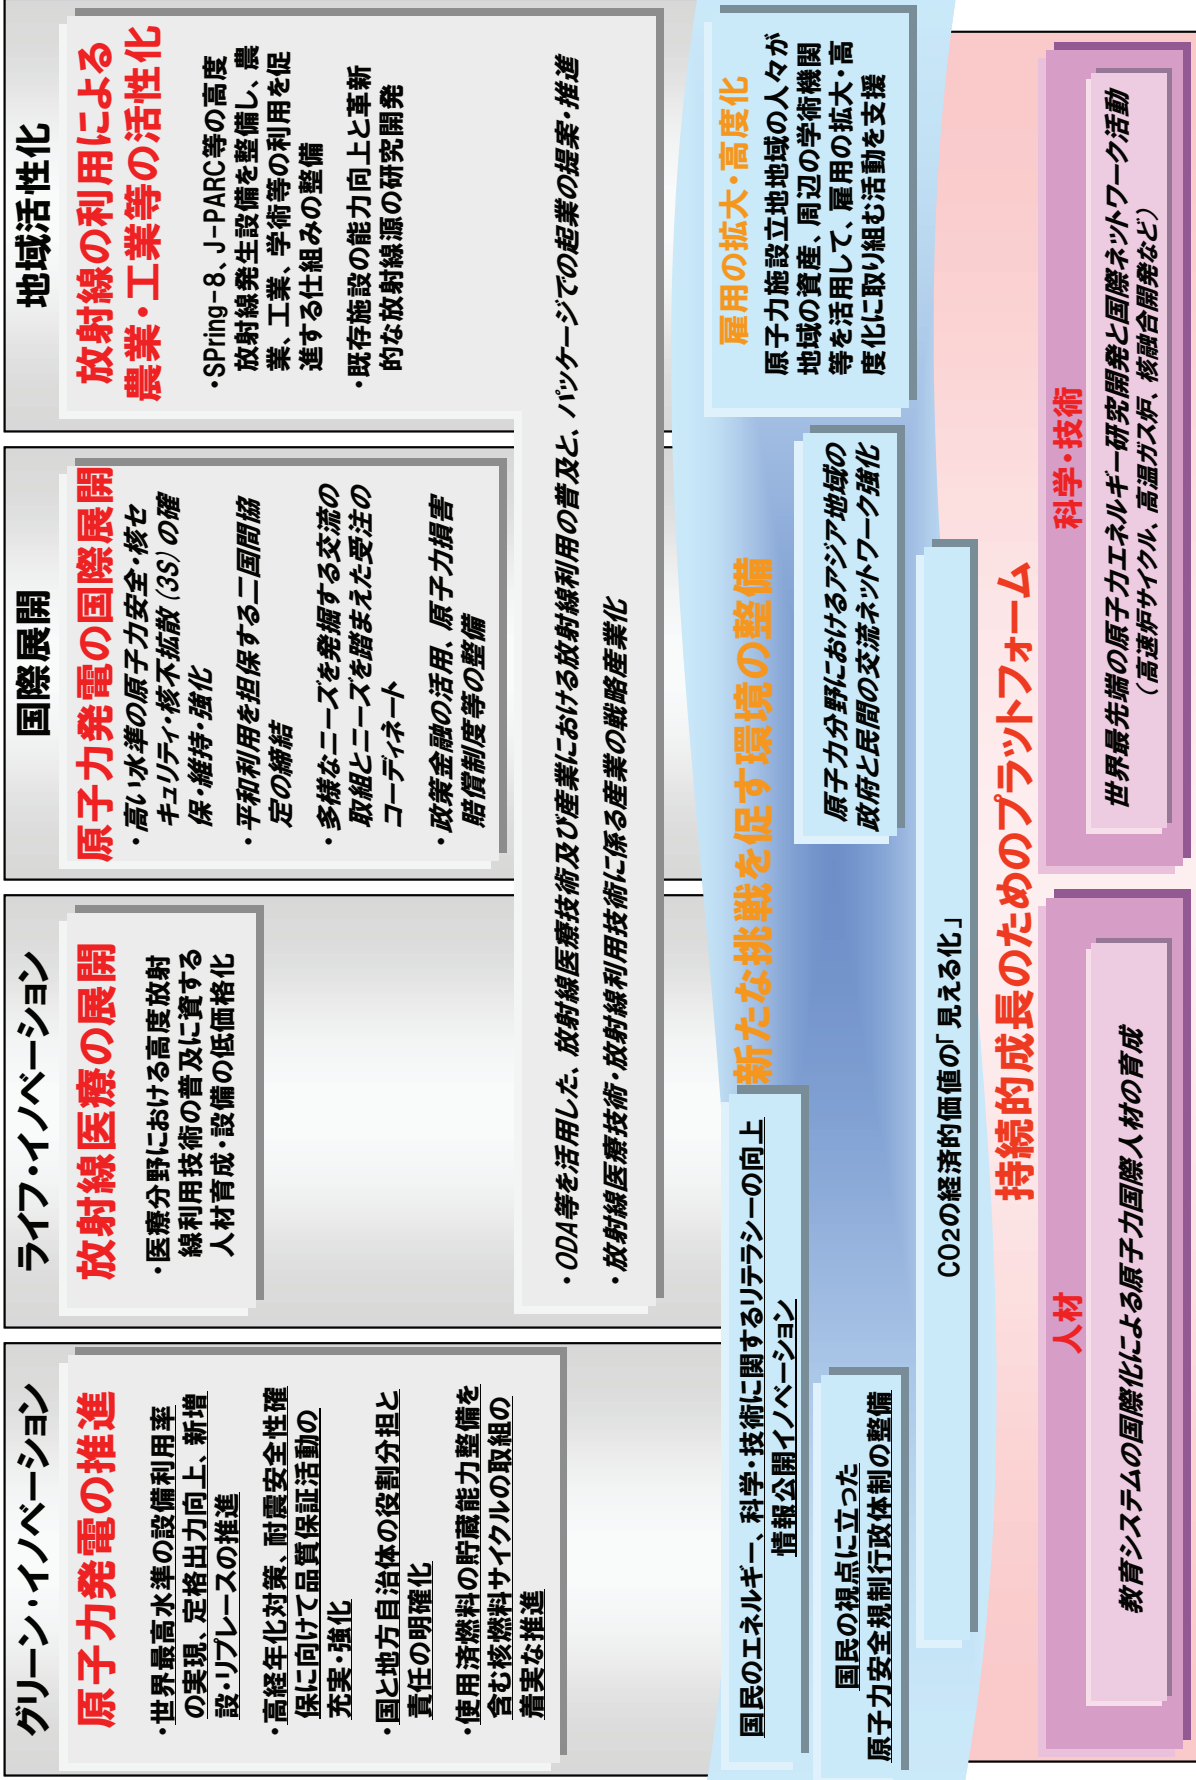 グリーン・イノベーション
原子力発電の推進
・世界最高水準の設備利用率
の実現、定格出力向上、新増
設・リプレースの推進
・高経年化対策、耐震安全性確
保に向けて品質保証活動の
充実・強化
・国と地方自治体の役割分担と
責任の明確化
・使用済燃料の貯蔵能力整備を
含む核燃料サイクルの取組の
着実な推進
ライフ・イノベーション
放射線医療の展開
・医療分野における高度放射
線利用技術の普及に資する
人材育成・設備の低価格化
国際展開
原子力発電の国際展開
・高い水準の原子力安全・核セ
キュリティ・核不拡散(3S)の確
保・維持・強化
・平和利用を担保する二国間協
定の締結
・多様なニーズを発掘する交流の
取組とニーズを踏まえた受注の
コーディネート
・政策金融の活用、原子力損害
賠償制度等の整備
地域活性化
放射線の利用による
農業・工業等の活性化
・SPring-8、J-PARC等の高度
放射線発生設備を整備し、農
業、工業、学術等の利用を促
進する仕組みの整備
・既存施設の能力向上と革新
的な放射線源の研究開発
・ODA等を活用した、放射線医療技術及び産業における放射線利用の普及と、パッケージでの起業の提案・推進
・放射線医療技術・放射線利用技術に係る産業の戦略産業化
新たな挑戦を促す環境の整備
国民のエネルギー、科学・技術に関するリテラシーの向上
情報公開イノベーション
国民の視点に立った
原子力安全規制行政体制の整備
原子力分野におけるアジア地域の
政府と民間の交流ネットワーク強化
雇用の拡大・高度化
原子力施設立地地域の人々が
地域の資産、周辺の学術機関
等を活用して、雇用の拡大・高
度化に取り組む活動を支援
CO2の経済的価値の「見える化」
持続的成長のためのプラットフォーム
人材
教育システムの国際化による原子力国際人材の育成
科学・技術
世界最先端の原子力エネルギー研究開発と国際ネットワーク活動
(高速炉サイクル、高温ガス炉、核融合開発など)